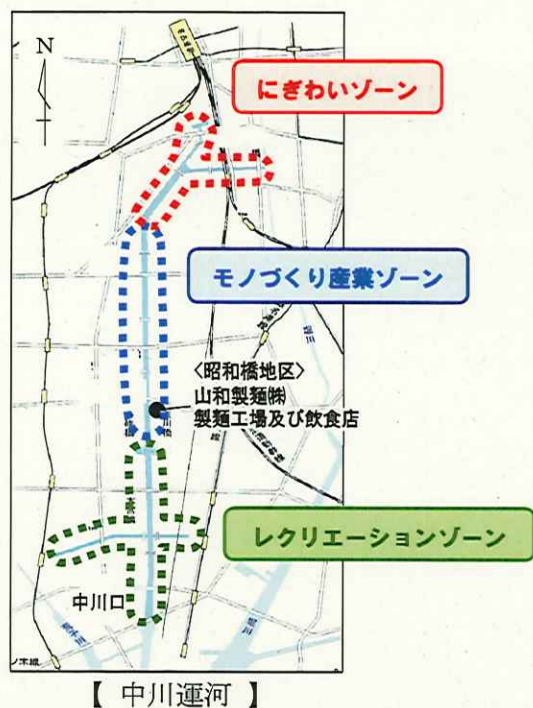 N
にぎわいゾーン
モノづくり産業ゾーン
〈昭和橋地区〉
山和製麺㈱
製麺工場及び飲食店
レクリエーションゾーン
中川口
【 中川運河 】